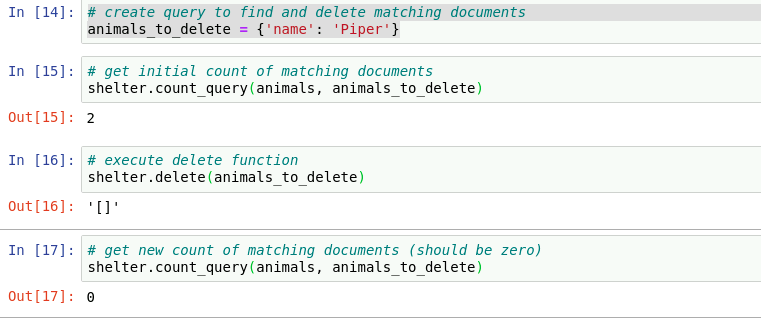 In [14]: # create query to find and delete matching documents
animals_to_delete = {'name': 'Piper'}
In [15]: # get initial count of matching documents
shelter.count_query(animals, animals_to_delete)
Out[15]: 2
In [16]: # execute delete function
shelter.delete(animals_to_delete)
Out[16]: '[]'
In [17]: # get new count of matching documents (should be zero)
shelter.count_query(animals, animals_to_delete)
Out[17]: 0